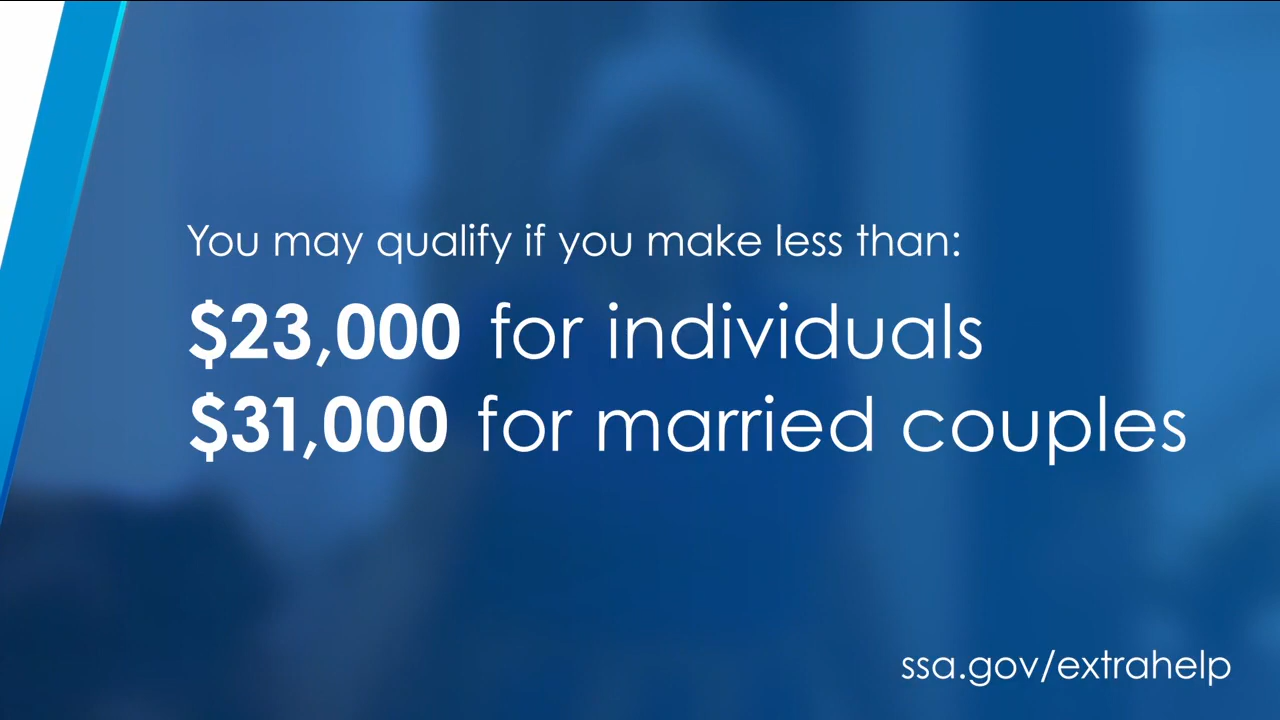 You may qualify if you make less than:
$23,000 for individuals
$31,000 for married couples
ssa.gov/extrahelp